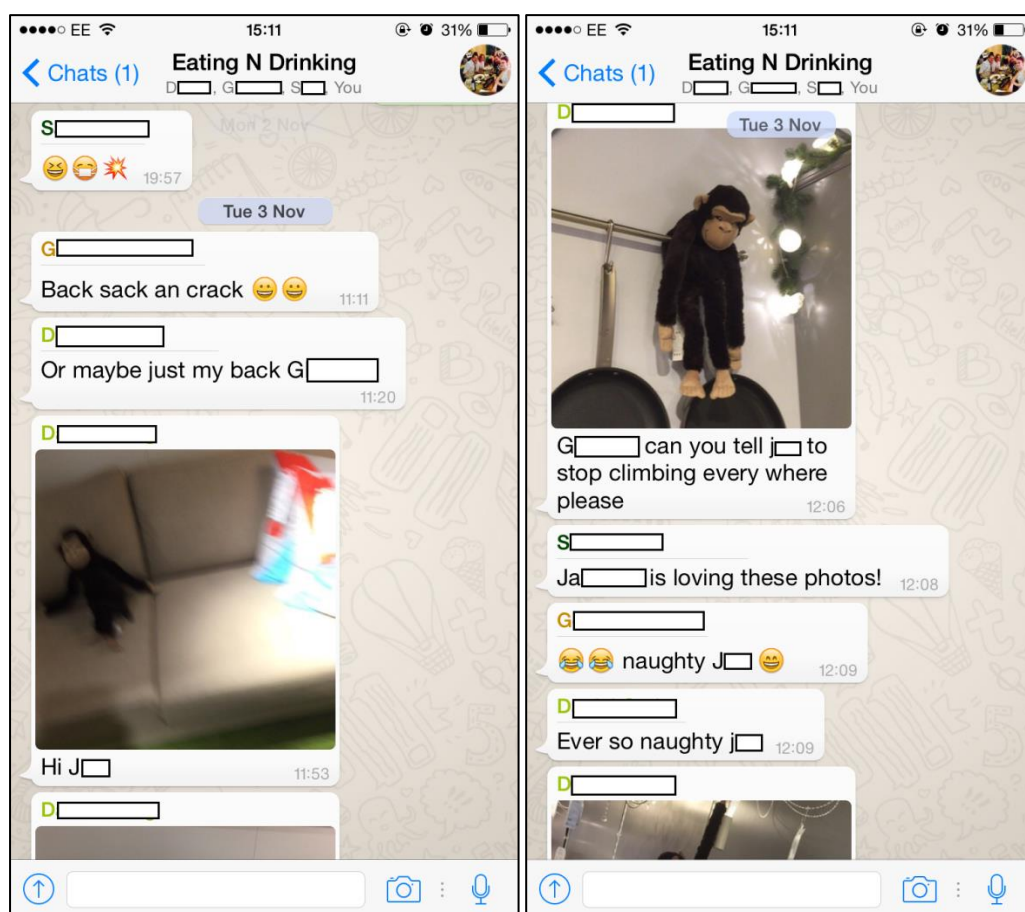 EE 15:11 31%
Chats (1) Eating N Drinking
D, G, S, You
Mon 2 Nov
S
19:57
Tue 3 Nov
G
Back sack an crack 😀 😀 11:11
D
Or maybe just my back G
11:20
D
Hi J 11:53
D
EE 15:11 31%
Chats (1) Eating N Drinking
D, G, S, You
D
Tue 3 Nov
G can you tell j to
stop climbing every where
please 12:06
S
Ja is loving these photos! 12:08
G
😂 😂 naughty J 😄 12:09
D
Ever so naughty j 12:09
D